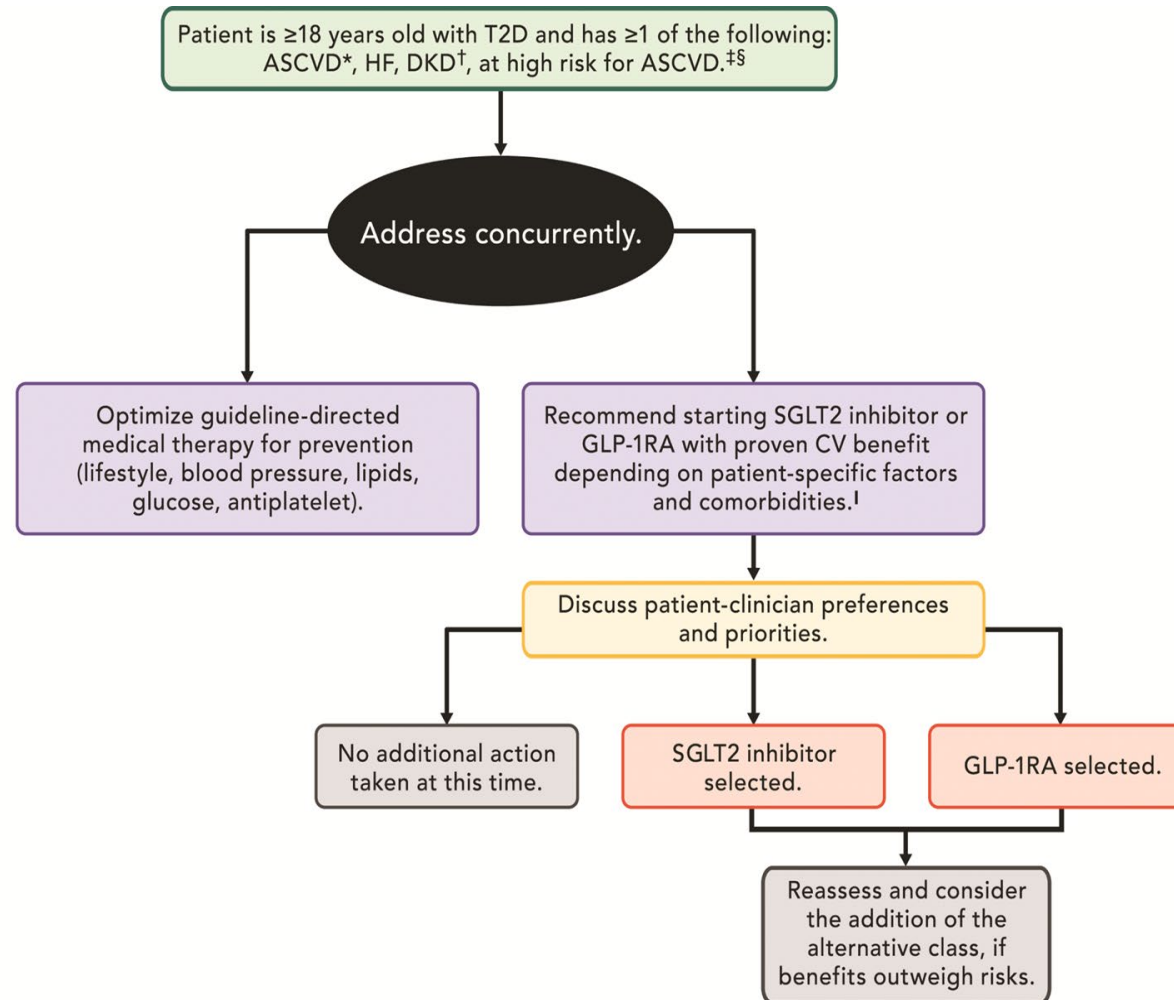 Patient is ≥18 years old with T2D and has ≥1 of the following:
ASCVD*, HF, DKD†, at high risk for ASCVD.‡§
Address concurrently.
Optimize guideline-directed
medical therapy for prevention
(lifestyle, blood pressure, lipids,
glucose, antiplatelet).
Recommend starting SGLT2 inhibitor or
GLP-1RA with proven CV benefit
depending on patient-specific factors
and comorbidities.ǀ
Discuss patient-clinician preferences
and priorities.
No additional action
taken at this time.
SGLT2 inhibitor
selected.
GLP-1RA selected.
Reassess and consider
the addition of the
alternative class, if
benefits outweigh risks.